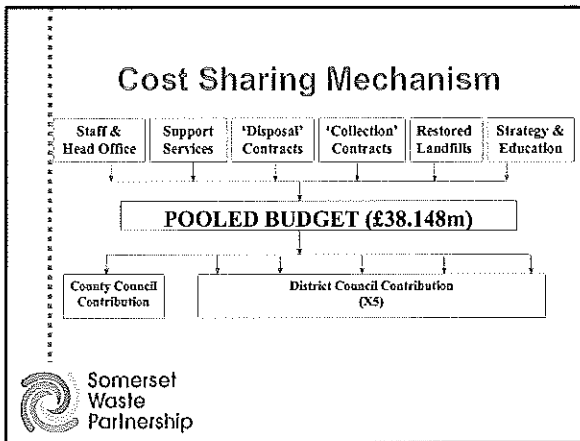 Cost Sharing Mechanism
Staff &
Head Office
Support
Services
'Disposal'
Contracts
'Collection'
Contracts
Restored
Landfills
Strategy &
Education
POOLED BUDGET (£38.148m)
County Council
Contribution
District Council Contribution
(X5)
Somerset
Waste
Partnership